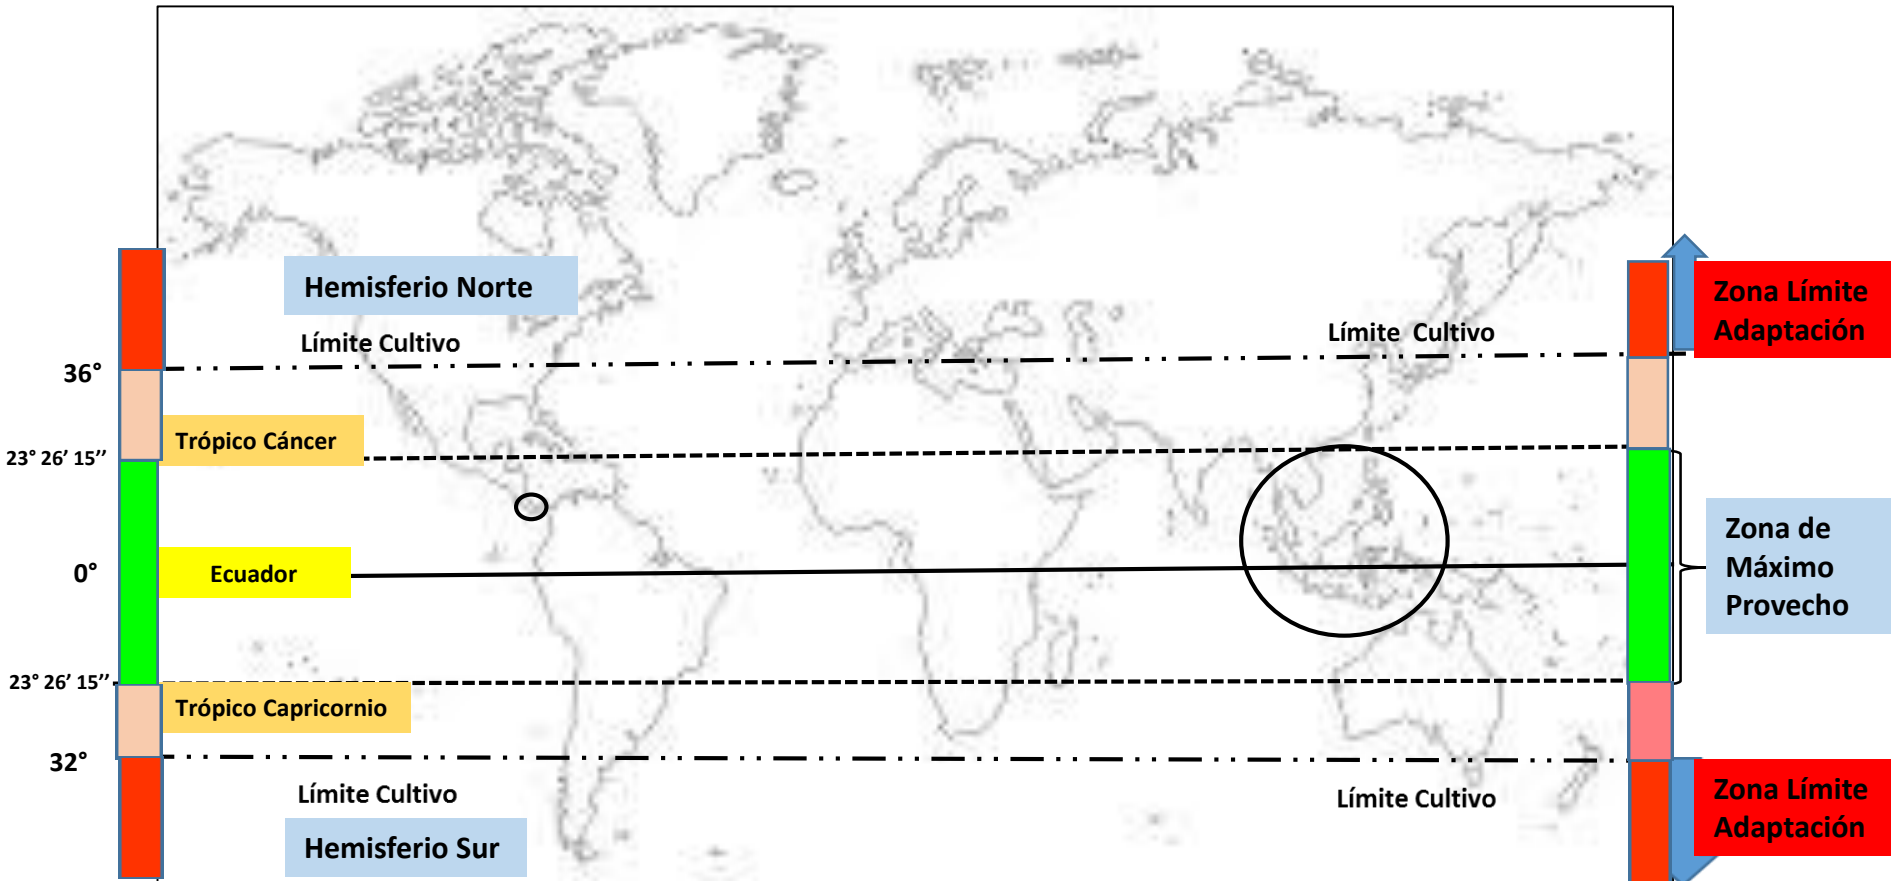 Hemisferio Norte
Zona Límite
Adaptación
Límite Cultivo
Límite Cultivo
36°
Trópico Cáncer
23° 26’ 15’’
Zona de
Máximo
Provecho
0°
Ecuador
23° 26’ 15’’
Trópico Capricornio
32°
Límite Cultivo
Límite Cultivo
Zona Límite
Adaptación
Hemisferio Sur